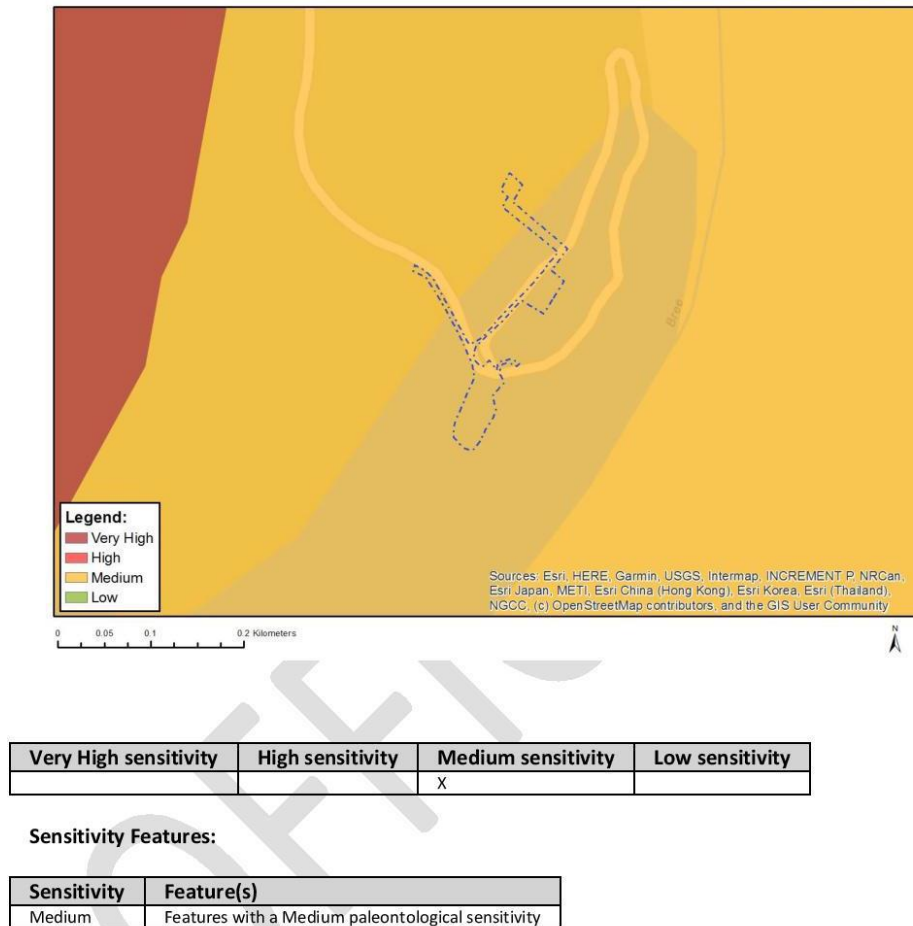 Bree
Legend:
Very High
High
Medium
Low
Sources: Esri, HERE, Garmin, USGS, Intermap, INCREMENT P, NRCan,
Esri Japan, METI, Esri China (Hong Kong), Esri Korea, Esri (Thailand),
NGCC, (c) OpenStreetMap contributors, and the GIS User Community
0 0.05 0.1 0.2 Kilometers
N
Very High sensitivity High sensitivity Medium sensitivity Low sensitivity
X
Sensitivity Features:
Sensitivity Feature(s)
Medium Features with a Medium paleontological sensitivity